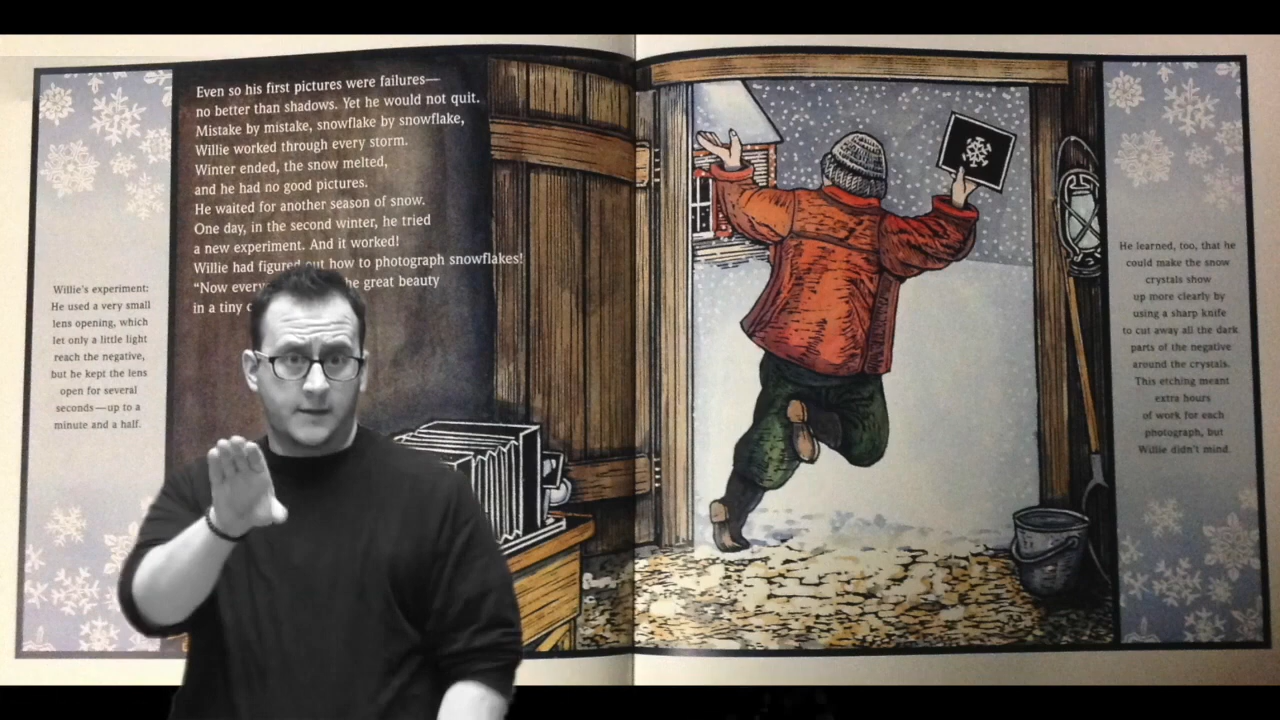 Even so his first pictures were failures—
no better than shadows. Yet he would not quit.
Mistake by mistake, snowflake by snowflake,
Willie worked through every storm.
Winter ended, the snow melted,
and he had no good pictures.
He waited for another season of snow.
One day, in the second winter, he tried
a new experiment. And it worked!
Willie had figured out how to photograph snowflakes!
“Now every he great beauty
in a tiny
Willie's experiment:
He used a very small
lens opening, which
let only a little light
reach the negative,
but he kept the lens
open for several
seconds—up to a
minute and a half.
He learned, too, that he
could make the snow
crystals show
up more clearly by
using a sharp knife
to cut away all the dark
parts of the negative
around the crystals.
This etching meant
extra hours
of work for each
photograph, but
Willie didn't mind.